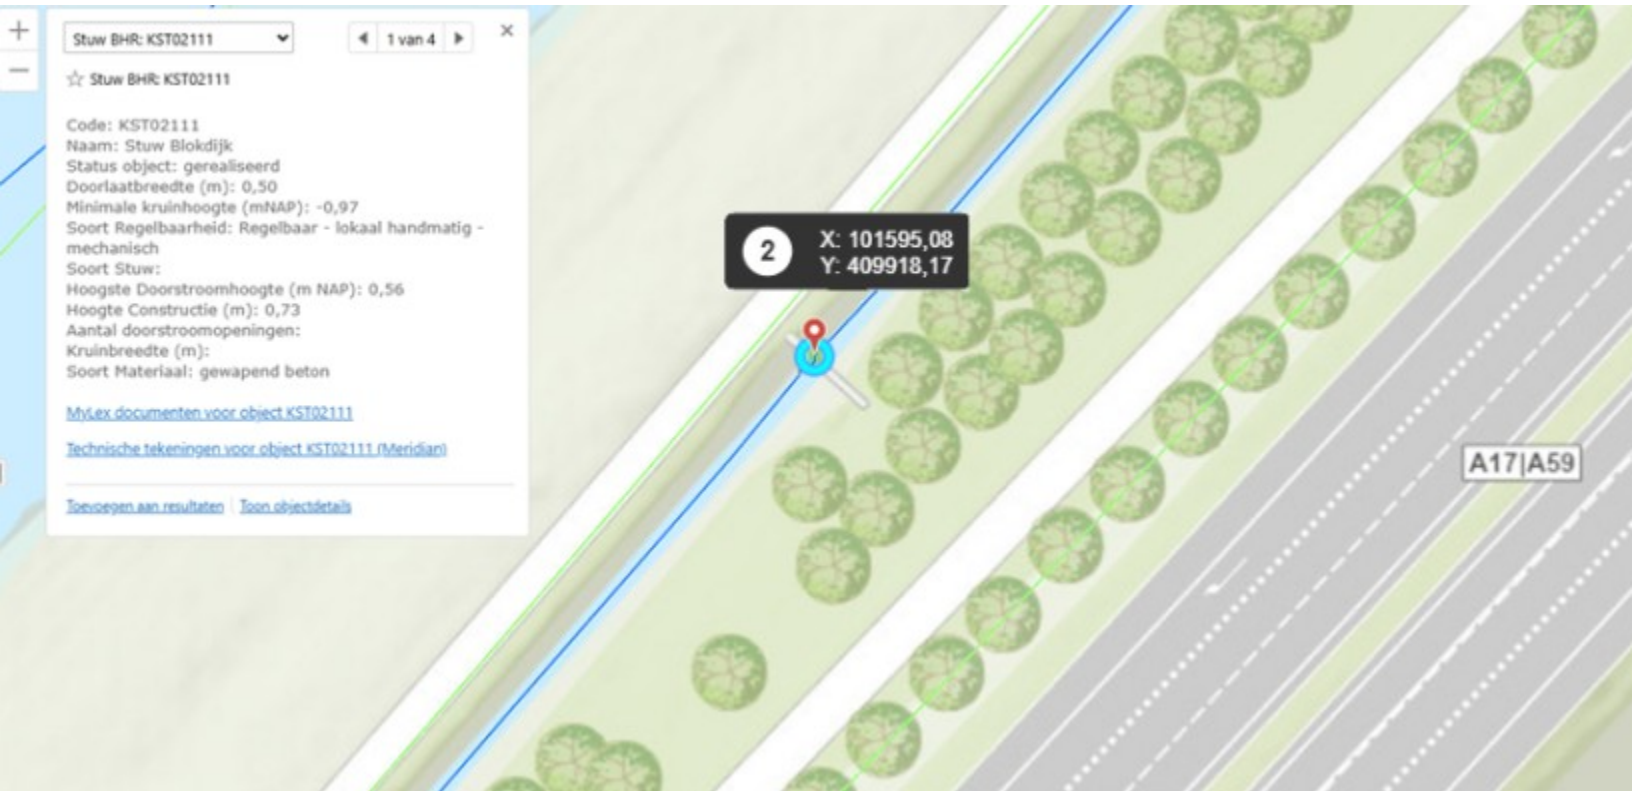 Stuw BHR: KST02111
1 van 4
Stuw BHR: KST02111
Code: KST02111
Naam: Stuw Blokdijk
Status object: gerealiseerd
Doorlaatbreedte (m): 0,50
Minimale kruinhoogte (mNAP): -0,97
Soort Regelbaarheid: Regelbaar - lokaal handmatig -
mechanisch
Soort Stuw:
Hoogste Doorstroomhoogte (m NAP): 0,56
Hoogte Constructie (m): 0,73
Aantal doorstroomopeningen:
Kruinbreedte (m):
Soort Materiaal: gewapend beton
MyLex documenten voor object KST02111
Technische tekeningen voor object KST02111 (Meridian)
Toevoegen aan resultaten | Toon objectdetails
2
X: 101595,08
Y: 409918,17
A17|A59